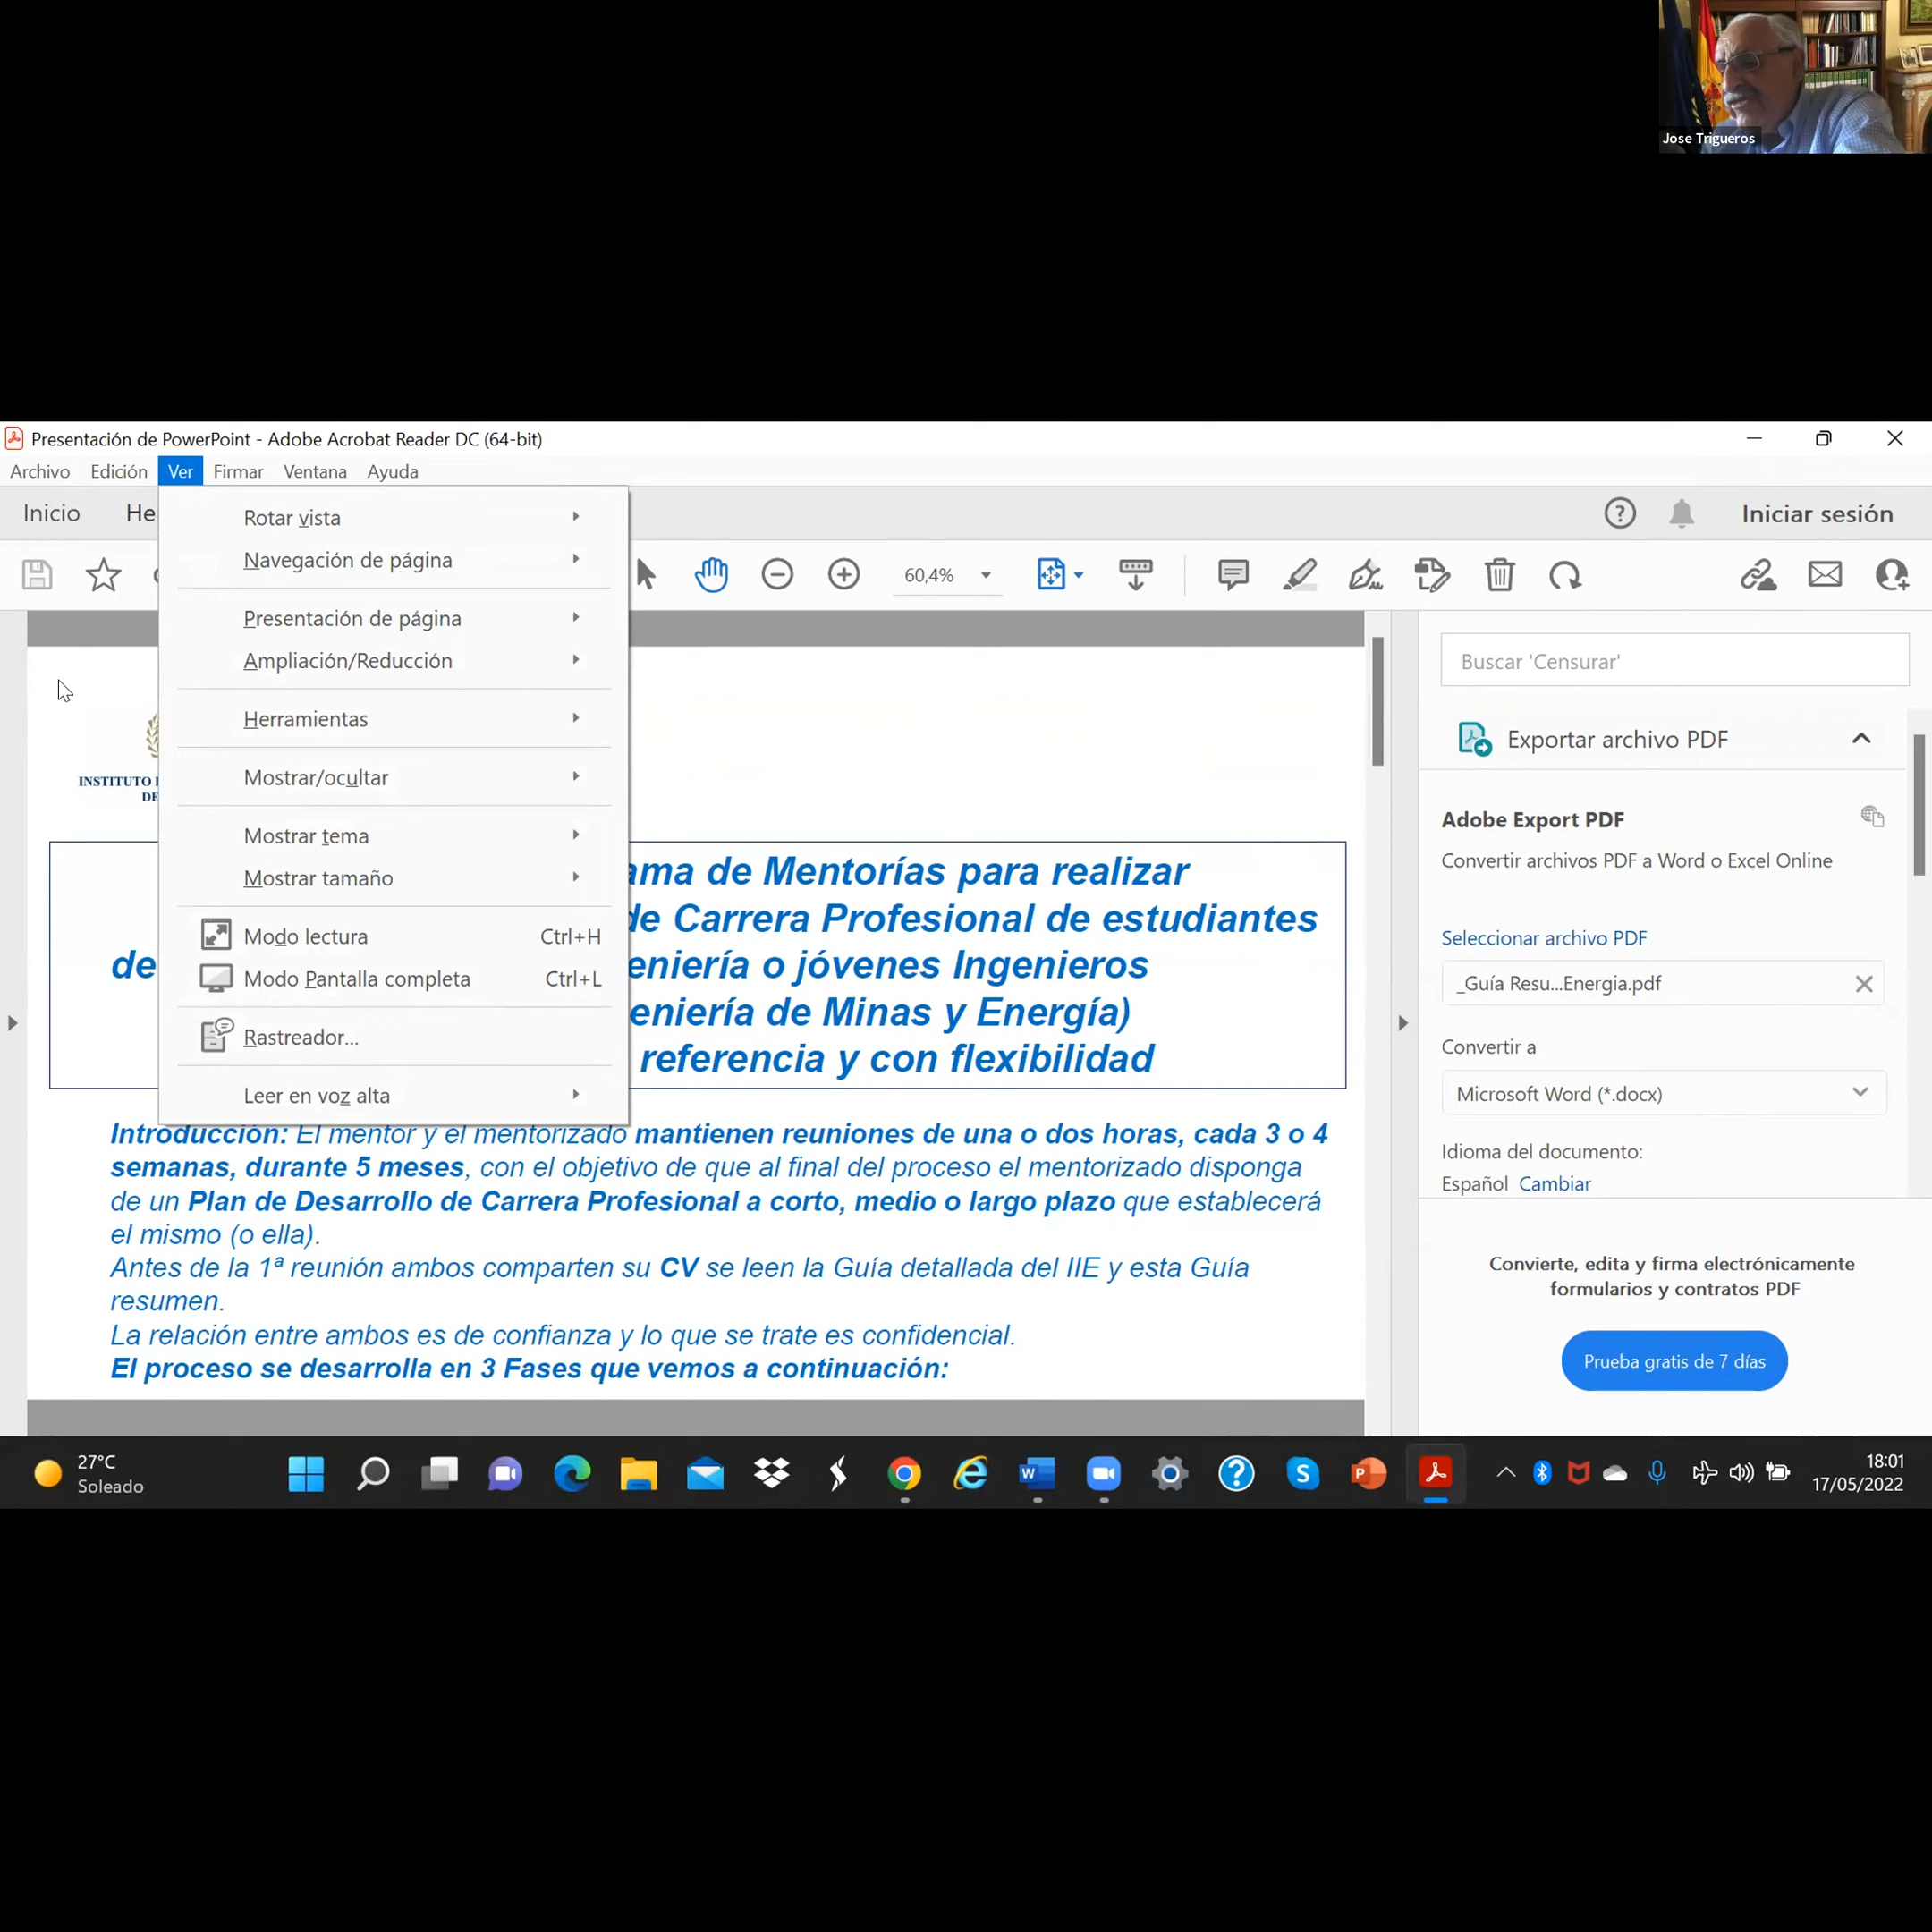 Jose Trigueros
Presentación de PowerPoint - Adobe Acrobat Reader DC (64-bit)
Archivo Edición Ver Firmar Ventana Ayuda
Inicio He Iniciar sesión
60,4%
Rotar vista
Navegación de página
Presentación de página
Ampliación/Reducción
Herramientas
Mostrar/ocultar
Mostrar tema
Mostrar tamaño
Modo lectura Ctrl+H
Modo Pantalla completa Ctrl+L
Rastreador...
Leer en voz alta
INSTITUTO
DE
ama de Mentorías para realizar
de Carrera Profesional de estudiantes
de eniería o jóvenes Ingenieros
eniería de Minas y Energía)
referencia y con flexibilidad
Introducción: El mentor y el mentorizado mantienen reuniones de una o dos horas, cada 3 o 4
semanas, durante 5 meses, con el objetivo de que al final del proceso el mentorizado disponga
de un Plan de Desarrollo de Carrera Profesional a corto, medio o largo plazo que establecerá
el mismo (o ella).
Antes de la 1ª reunión ambos comparten su CV se leen la Guía detallada del IIE y esta Guía
resumen.
La relación entre ambos es de confianza y lo que se trate es confidencial.
El proceso se desarrolla en 3 Fases que vemos a continuación:
Buscar 'Censurar'
Exportar archivo PDF
Adobe Export PDF
Convertir archivos PDF a Word o Excel Online
Seleccionar archivo PDF
_Guía Resu...Energia.pdf
Convertir a
Microsoft Word (*.docx)
Idioma del documento:
Español Cambiar
Convierte, edita y firma electrónicamente
formularios y contratos PDF
Prueba gratis de 7 días
27°C
Soleado
18:01
17/05/2022